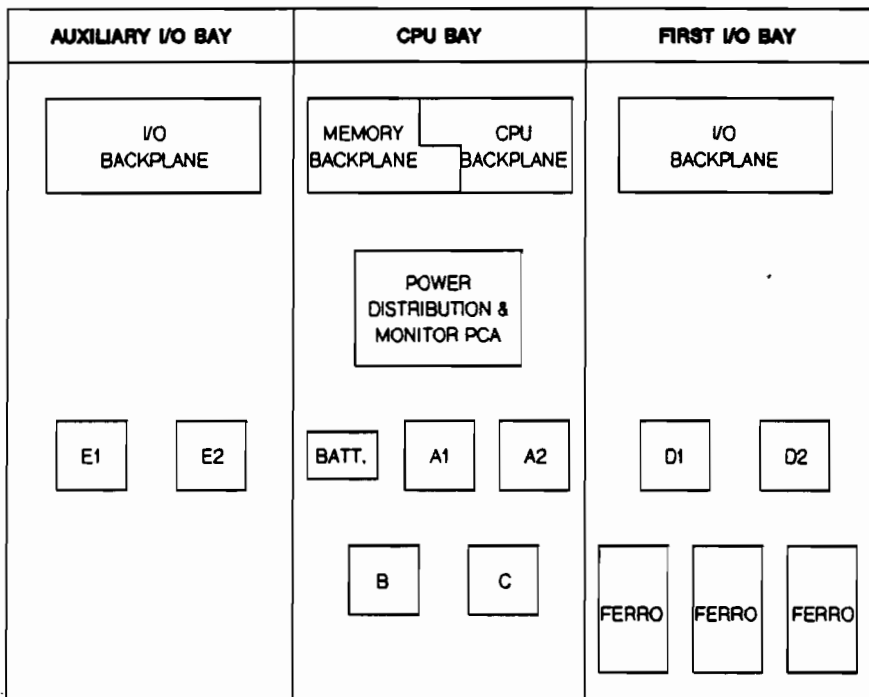 AUXILIARY I/O BAY
CPU BAY
FIRST I/O BAY
I/O
BACKPLANE
MEMORY
BACKPLANE
CPU
BACKPLANE
I/O
BACKPLANE
POWER
DISTRIBUTION &
MONITOR PCA
E1
E2
BATT.
A1
A2
D1
D2
B
C
FERRO
FERRO
FERRO